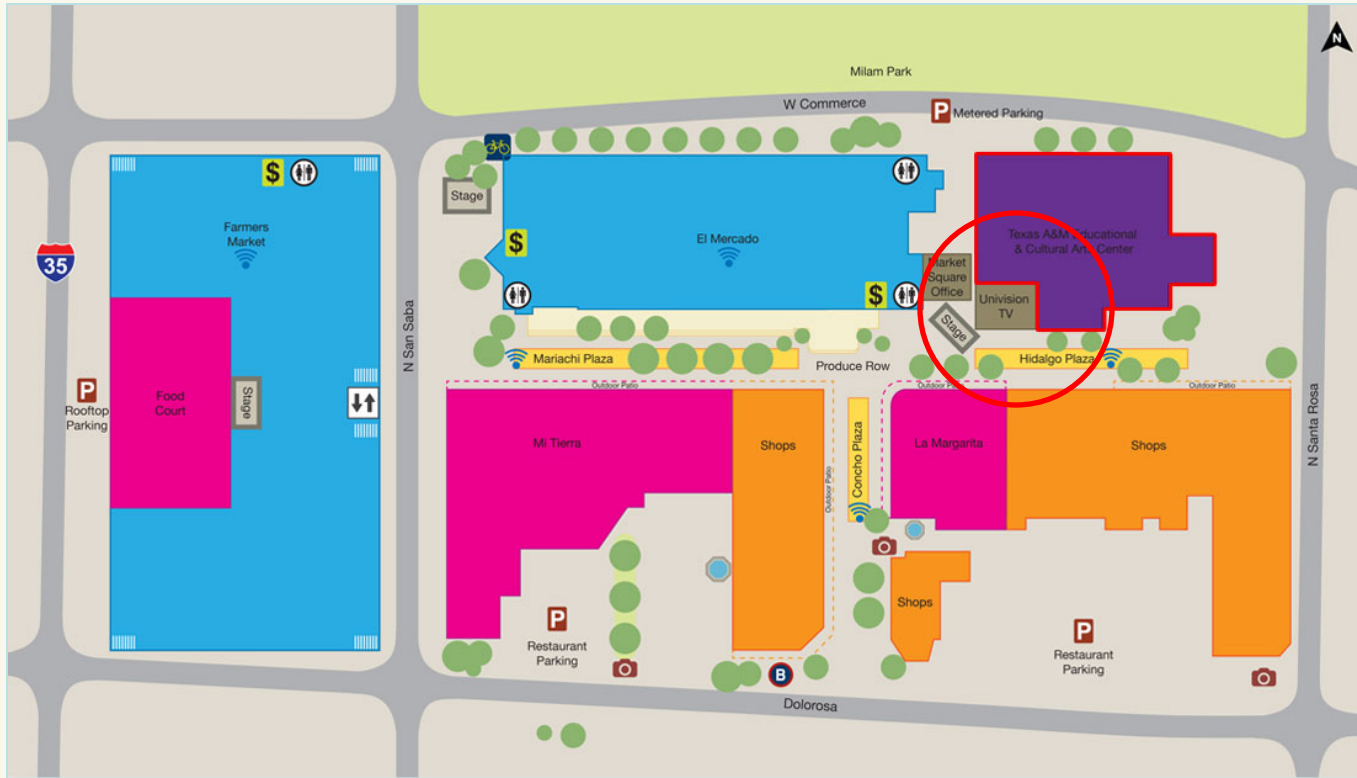 Milam Park
N
W Commerce
P
Metered Parking
$
$
$
Stage
Farmers
Market
El Mercado
Texas A&M Educational
& Cultural Arts Center
35
Market
Square
Office
Univision
TV
Stage
N San Saba
Mariachi Plaza
Produce Row
Hidalgo Plaza
P
Rooftop
Parking
Food
Court
Stage
Outdoor Patio
Outdoor Patio
Outdoor Patio
Mi Tierra
Shops
Outdoor Patio
Concho Plaza
La Margarita
Shops
N Santa Rosa
Shops
P
Restaurant
Parking
P
Restaurant
Parking
B
Dolorosa